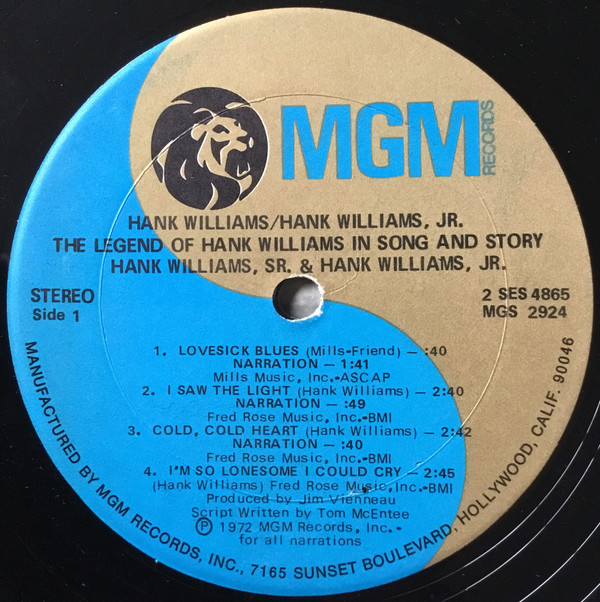 MGM
RECORDS
HANK WILLIAMS/HANK WILLIAMS, JR.
THE LEGEND OF HANK WILLIAMS IN SONG AND STORY
HANK WILLIAMS, SR. & HANK WILLIAMS, JR.
STEREO
Side 1
2 SES 4865
MGS 2924
1. LOVESICK BLUES (Mills-Friend) — :40
NARRATION — 1:41
Mills Music, Inc.-ASCAP
2. I SAW THE LIGHT (Hank Williams) — 2:40
NARRATION — :49
Fred Rose Music, Inc.-BMI
3. COLD, COLD HEART (Hank Williams) — 2:42
NARRATION — :40
Fred Rose Music, Inc.-BMI
4. I'M SO LONESOME I COULD CRY — 2:45
(Hank Williams) Fred Rose Music, Inc.-BMI
Produced by Jim Vienneau
Script Written by Tom McEntee
Ⓟ 1972 MGM Records, Inc.-
for all narrations
MANUFACTURED BY MGM RECORDS, INC., 7165 SUNSET BOULEVARD, HOLLYWOOD, CALIF. 90046